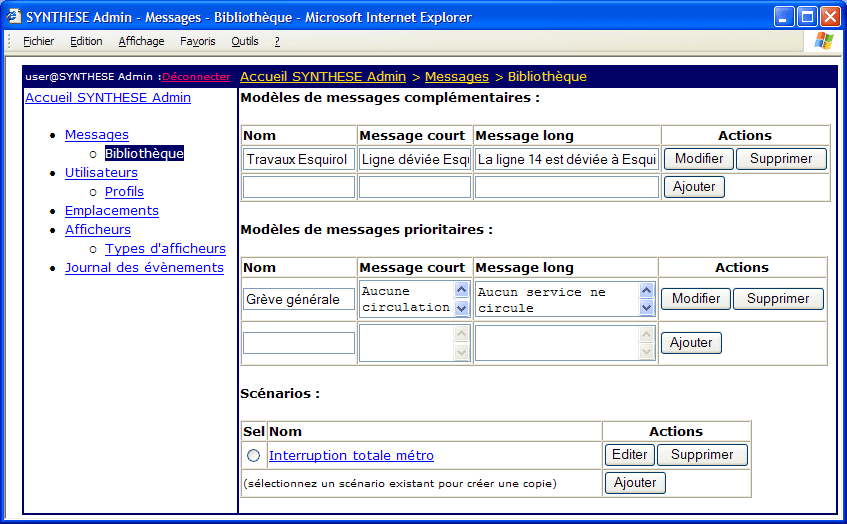 SYNTHESE Admin - Messages - Bibliothèque - Microsoft Internet Explorer
Fichier Edition Affichage Favoris Outils ?
user@SYNTHESE Admin :Déconnecter Accueil SYNTHESE Admin > Messages > Bibliothèque
Accueil SYNTHESE Admin
Messages
Bibliothèque
Utilisateurs
Profils
Emplacements
Afficheurs
Types d'afficheurs
Journal des évènements
Modèles de messages complémentaires :
Nom Message court Message long Actions
Travaux Esquirol Ligne déviée Esqu La ligne 14 est déviée à Esqui Modifier Supprimer
Ajouter
Modèles de messages prioritaires :
Nom Message court Message long Actions
Grève générale Aucune circulation Aucun service ne circule Modifier Supprimer
Ajouter
Scénarios :
Sel Nom Actions
Interruption totale métro Editer Supprimer
(sélectionnez un scénario existant pour créer une copie) Ajouter